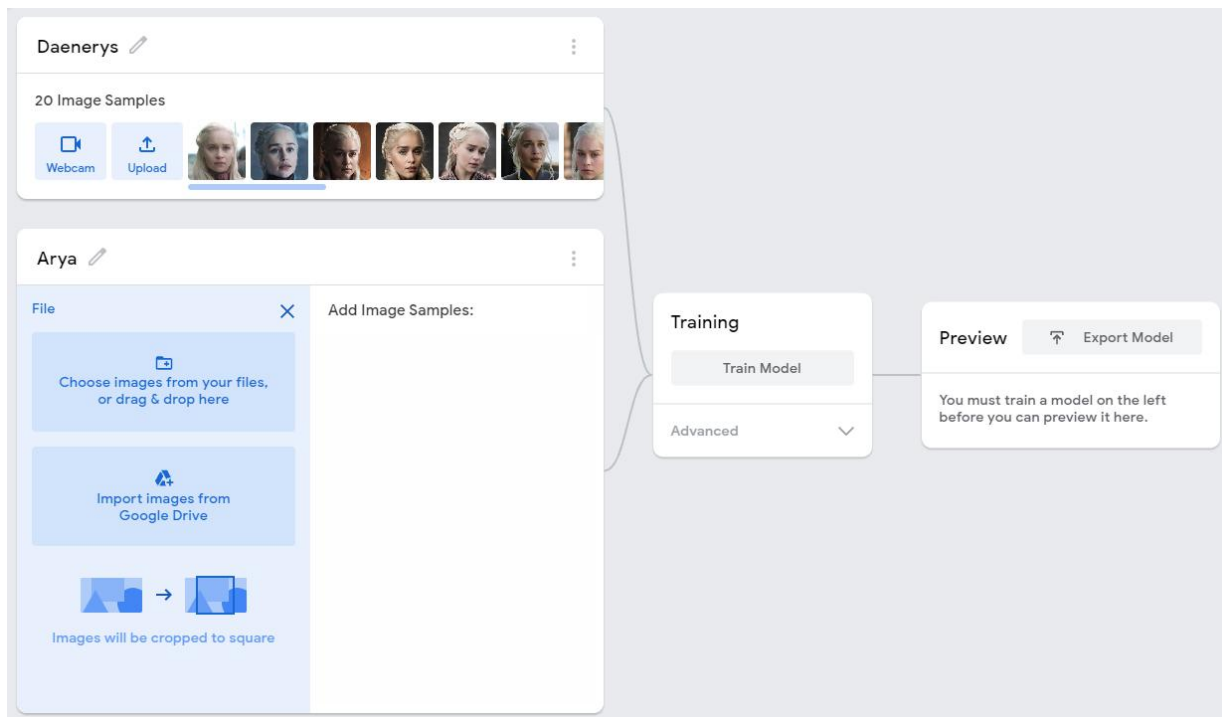 Daenerys
20 Image Samples
Webcam
Upload
Arya
File
Add Image Samples:
Choose images from your files,
or drag & drop here
Import images from
Google Drive
Images will be cropped to square
Training
Train Model
Advanced
Preview
Export Model
You must train a model on the left
before you can preview it here.